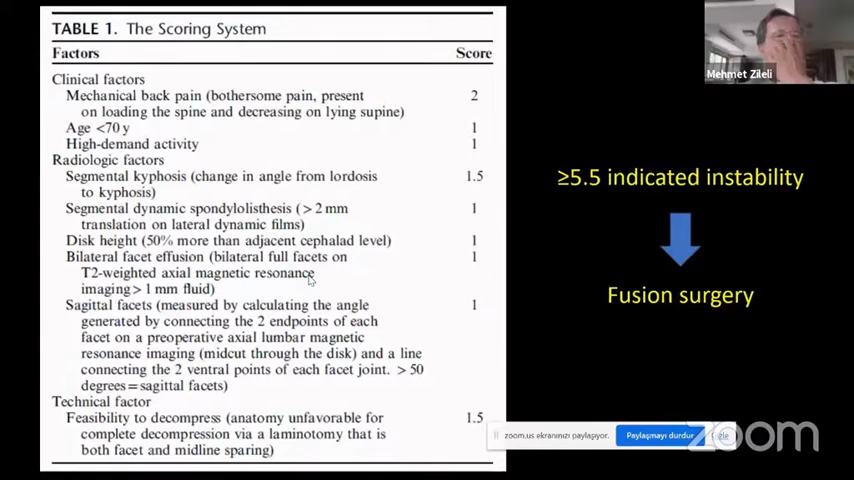 TABLE 1. The Scoring System
Factors Score
Clinical factors
Mechanical back pain (bothersome pain, present 2
on loading the spine and decreasing on lying supine)
Age <70 y 1
High-demand activity 1
Radiologic factors
Segmental kyphosis (change in angle from lordosis 1.5
to kyphosis)
Segmental dynamic spondylolisthesis (>2 mm 1
translation on lateral dynamic films)
Disk height (50% more than adjacent cephalad level) 1
Bilateral facet effusion (bilateral full facets on 1
T2-weighted axial magnetic resonance
imaging>1 mm fluid)
Sagittal facets (measured by calculating the angle 1
generated by connecting the 2 endpoints of each
facet on a preoperative axial lumbar magnetic
resonance imaging (midcut through the disk) and a line
connecting the 2 ventral points of each facet joint. >50
degrees=sagittal facets)
Technical factor
Feasibility to decompress (anatomy unfavorable for 1.5
complete decompression via a laminotomy that is
both facet and midline sparing)
Mehmet Zileli
≥5.5 indicated instability
Fusion surgery
zoom.us ekranınızı paylaşıyor. Paylaşmayı durdur Gizle
zoom